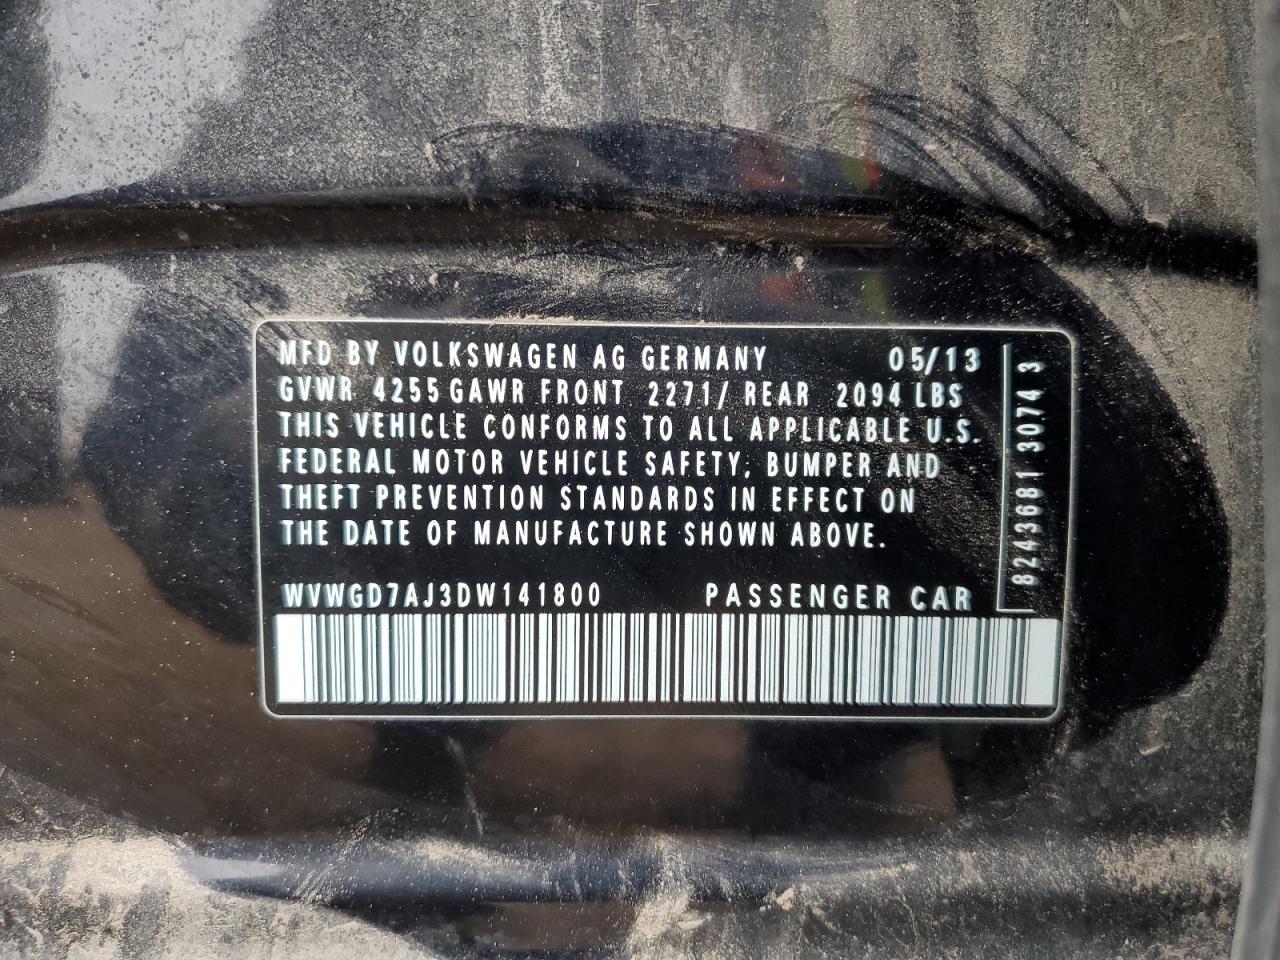 MFD BY VOLKSWAGEN AG GERMANY 05/13
GVWR 4255 GAWR FRONT 2271/ REAR 2094 LBS
THIS VEHICLE CONFORMS TO ALL APPLICABLE U.S.
FEDERAL MOTOR VEHICLE SAFETY, BUMPER AND
THEFT PREVENTION STANDARDS IN EFFECT ON
THE DATE OF MANUFACTURE SHOWN ABOVE.
WVWGD7AJ3DW141800 PASSENGER CAR
8243681 3074 3